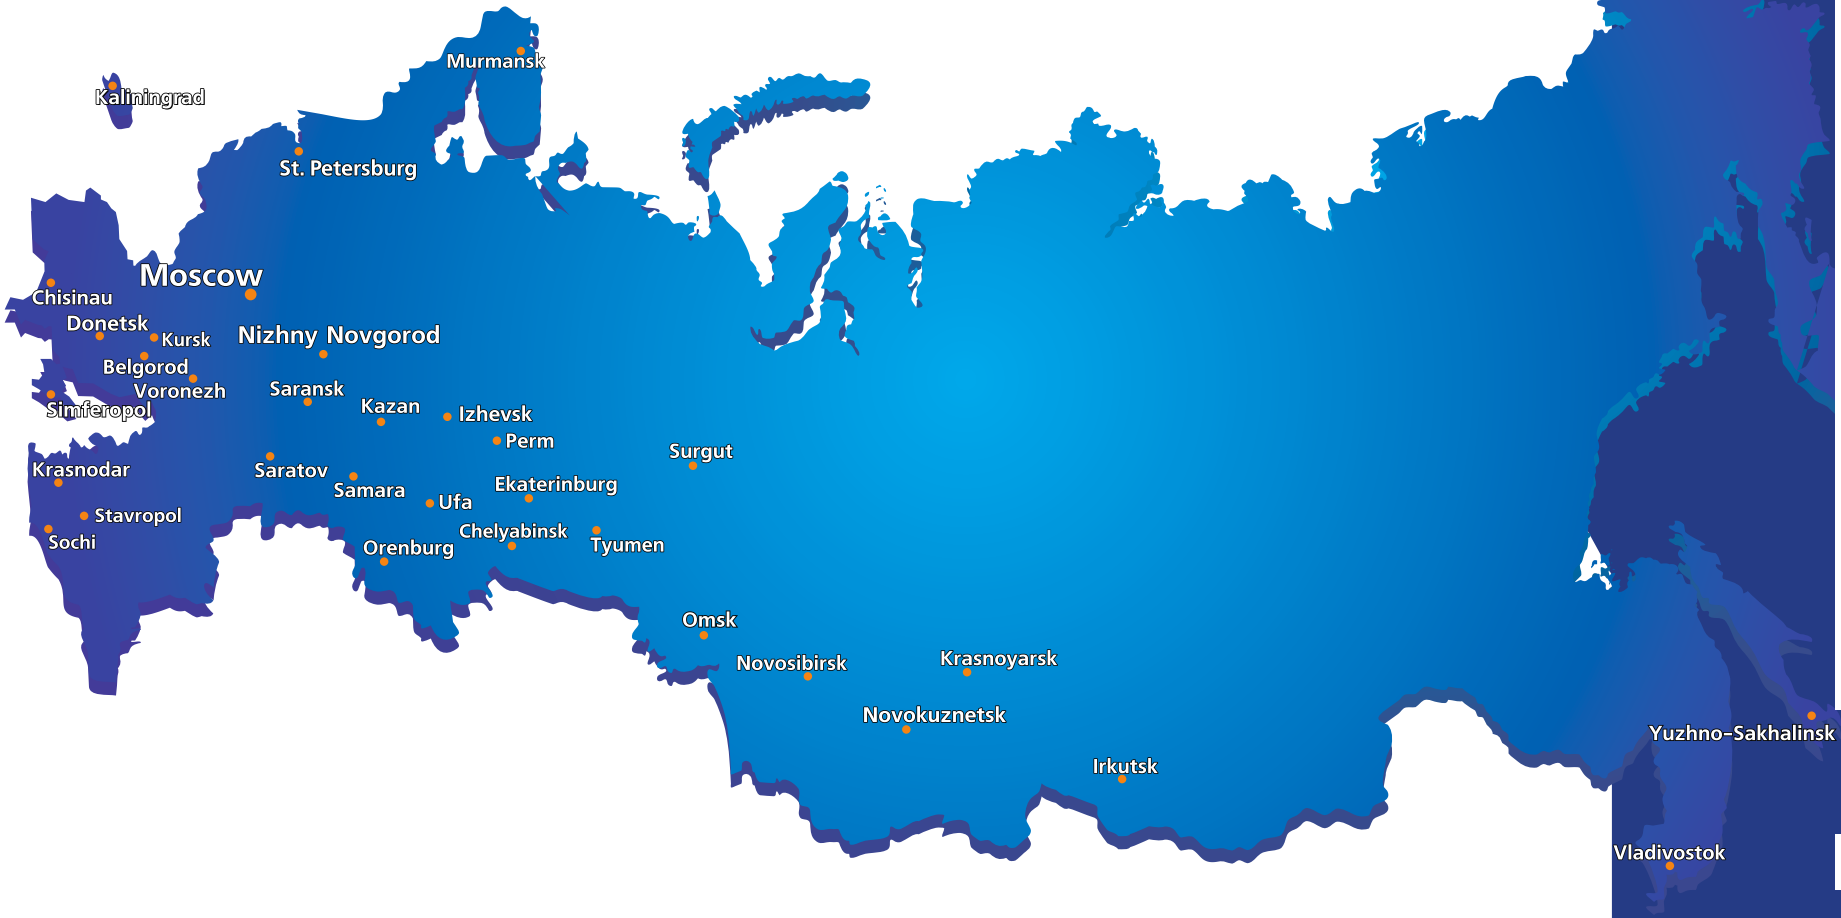 Murmansk
Kaliningrad
St. Petersburg
Moscow
Chisinau
Donetsk
Kursk
Nizhny Novgorod
Belgorod
Voronezh
Saransk
Simferopol
Kazan
Izhevsk
Perm
Surgut
Krasnodar
Saratov
Samara
Ekaterinburg
Ufa
Stavropol
Sochi
Chelyabinsk
Orenburg
Tyumen
Omsk
Novosibirsk
Krasnoyarsk
Novokuznetsk
Yuzhno-Sakhalinsk
Irkutsk
Vladivostok